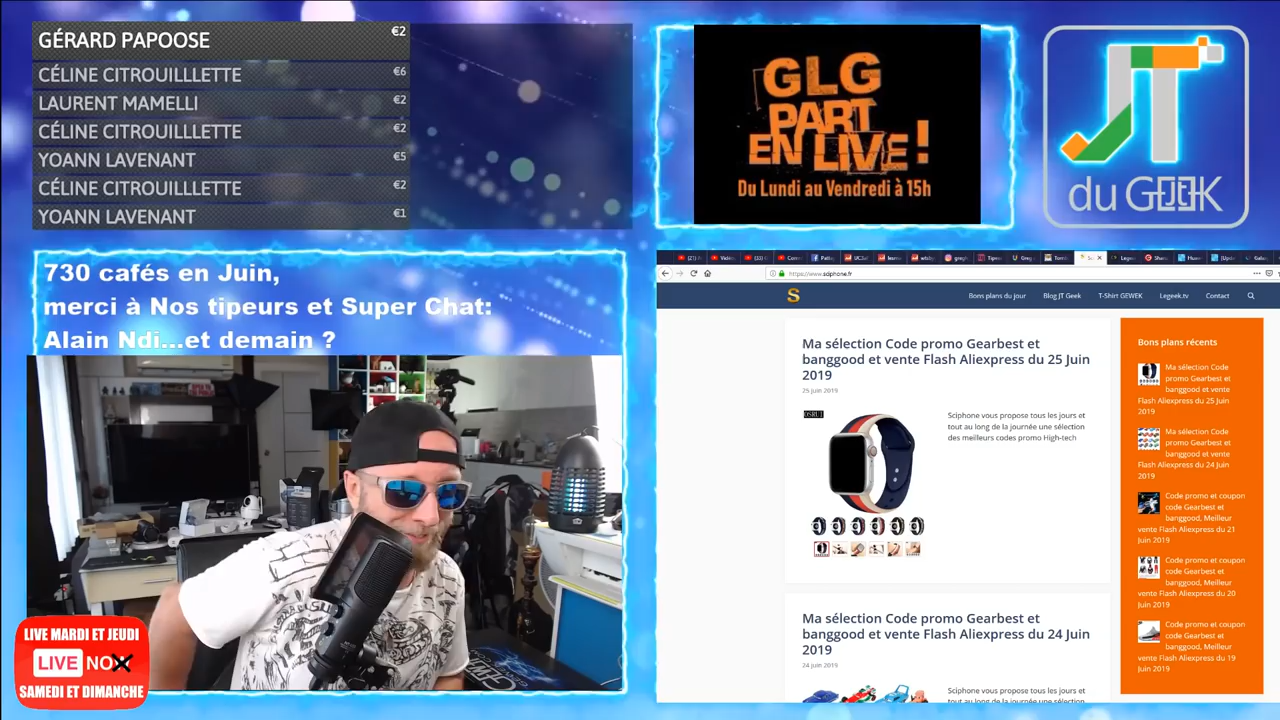 GÉRARD PAPOOSE €2
CÉLINE CITROUILLLETTE €6
LAURENT MAMELLI €2
CÉLINE CITROUILLLETTE €2
YOANN LAVENANT €5
CÉLINE CITROUILLLETTE €2
YOANN LAVENANT €1
GLG
PART
EN LIVE !
Du Lundi au Vendredi à 15h
JT
du GEEK
730 cafés en Juin,
merci à Nos tipeurs et Super Chat:
Alain Ndi...et demain ?
LIVE MARDI ET JEUDI
LIVE NOX
SAMEDI ET DIMANCHE
https://www.sciphone.fr
S
Bons plans du jour
Blog JT Geek
T-Shirt GEWEK
Legeek.tv
Contact
Ma sélection Code promo Gearbest et
banggood et vente Flash Aliexpress du 25 Juin
2019
25 juin 2019
Sciphone vous propose tous les jours et
tout au long de la journée une sélection
des meilleurs codes promo High-tech
Ma sélection Code promo Gearbest et
banggood et vente Flash Aliexpress du 24 Juin
2019
24 juin 2019
Sciphone vous propose tous les jours et
tout au long de la journée une sélection
Bons plans récents
Ma sélection Code
promo Gearbest et
banggood et vente
Flash Aliexpress du 25 Juin
2019
Ma sélection Code
promo Gearbest et
banggood et vente
Flash Aliexpress du 24 Juin
2019
Code promo et coupon
code Gearbest et
banggood, Meilleur
vente Flash Aliexpress du 21
Juin 2019
Code promo et coupon
code Gearbest et
banggood, Meilleur
vente Flash Aliexpress du 20
Juin 2019
Code promo et coupon
code Gearbest et
banggood, Meilleur
vente Flash Aliexpress du 19
Juin 2019